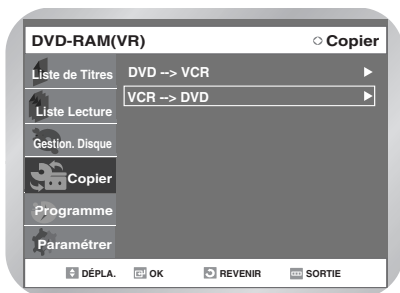 DVD-RAM(VR) Copier
Liste de Titres
DVD --> VCR
Liste Lecture
VCR --> DVD
Gestion. Disque
Copier
Programme
Paramétrer
DÉPLA. OK REVENIR SORTIE